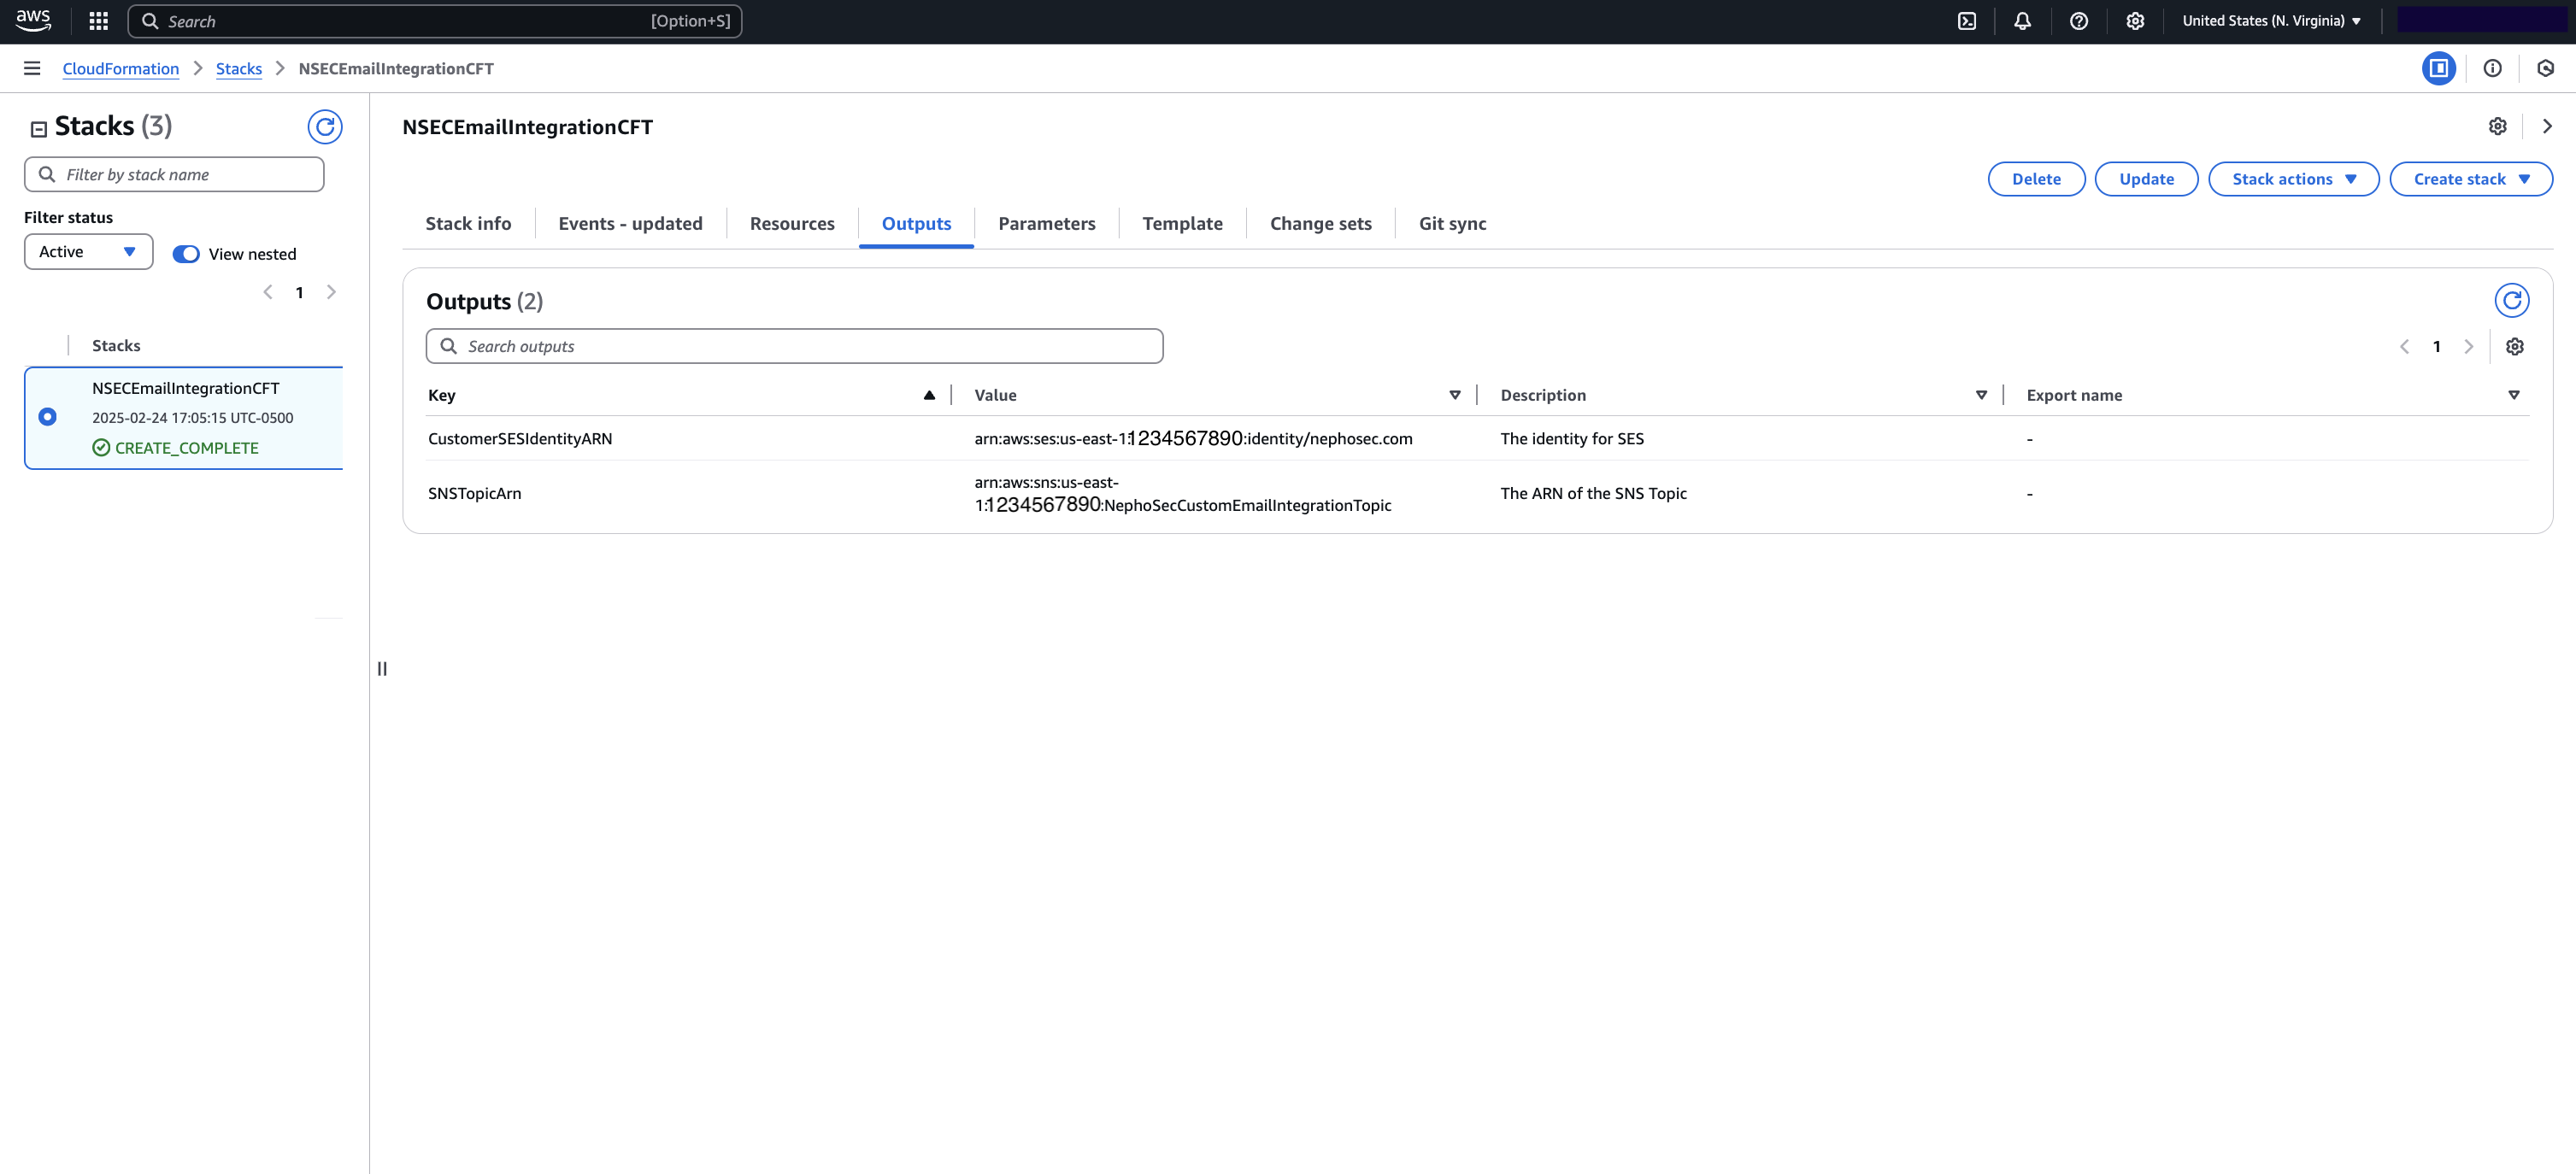 aws
Search [Option+S]
United States (N. Virginia)
CloudFormation Stacks NSECEmailIntegrationCFT
Stacks (3)
Filter by stack name
Filter status
Active View nested
1
Stacks
NSECEmailIntegrationCFT
2025-02-24 17:05:15 UTC-0500
CREATE_COMPLETE
NSECEmailIntegrationCFT
Delete Update Stack actions Create stack
Stack info Events - updated Resources Outputs Parameters Template Change sets Git sync
Outputs (2)
Search outputs
1
Key Value Description Export name
CustomerSESIdentityARN arn:aws:ses:us-east-1:1234567890:identity/nephosec.com The identity for SES -
SNSTopicArn arn:aws:sns:us-east-
1:1234567890:NephoSecCustomEmailIntegrationTopic The ARN of the SNS Topic -